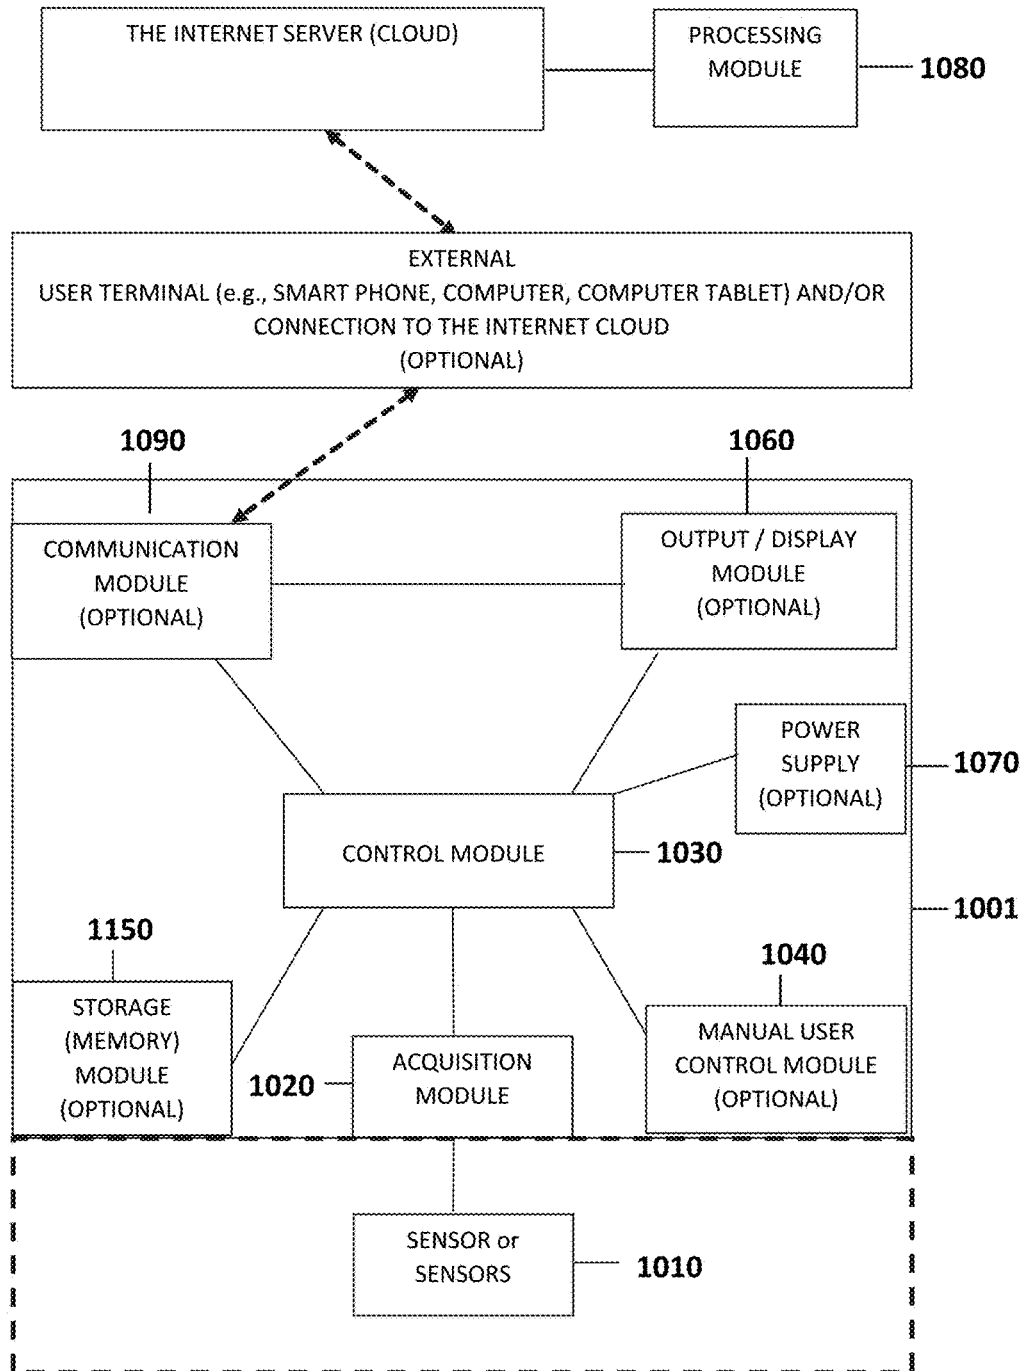 THE INTERNET SERVER (CLOUD)
PROCESSING
MODULE
1080
EXTERNAL
USER TERMINAL (e.g., SMART PHONE, COMPUTER, COMPUTER TABLET) AND/OR
CONNECTION TO THE INTERNET CLOUD
(OPTIONAL)
1090
1060
COMMUNICATION
MODULE
(OPTIONAL)
OUTPUT / DISPLAY
MODULE
(OPTIONAL)
POWER
SUPPLY
(OPTIONAL)
1070
CONTROL MODULE
1030
1001
1150
STORAGE
(MEMORY)
MODULE
(OPTIONAL)
1020
ACQUISITION
MODULE
1040
MANUAL USER
CONTROL MODULE
(OPTIONAL)
SENSOR or
SENSORS
1010